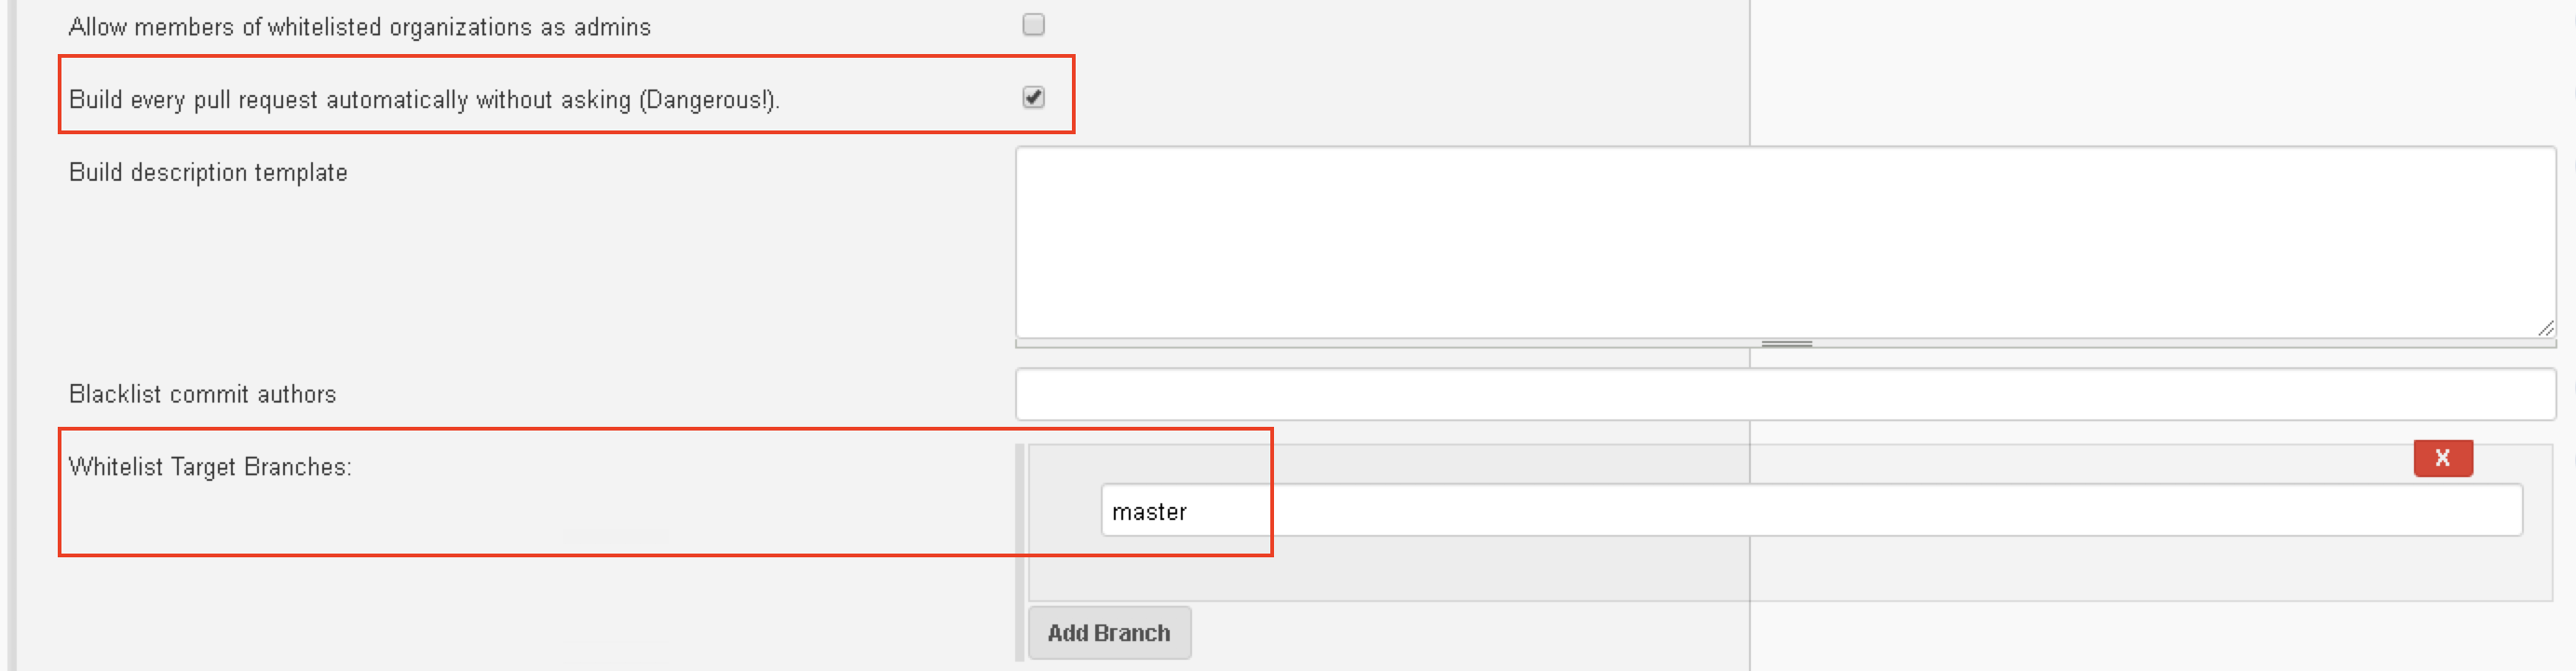 Allow members of whitelisted organizations as admins
Build every pull request automatically without asking (Dangerous!).
Build description template
Blacklist commit authors
Whitelist Target Branches:
X
master
Add Branch